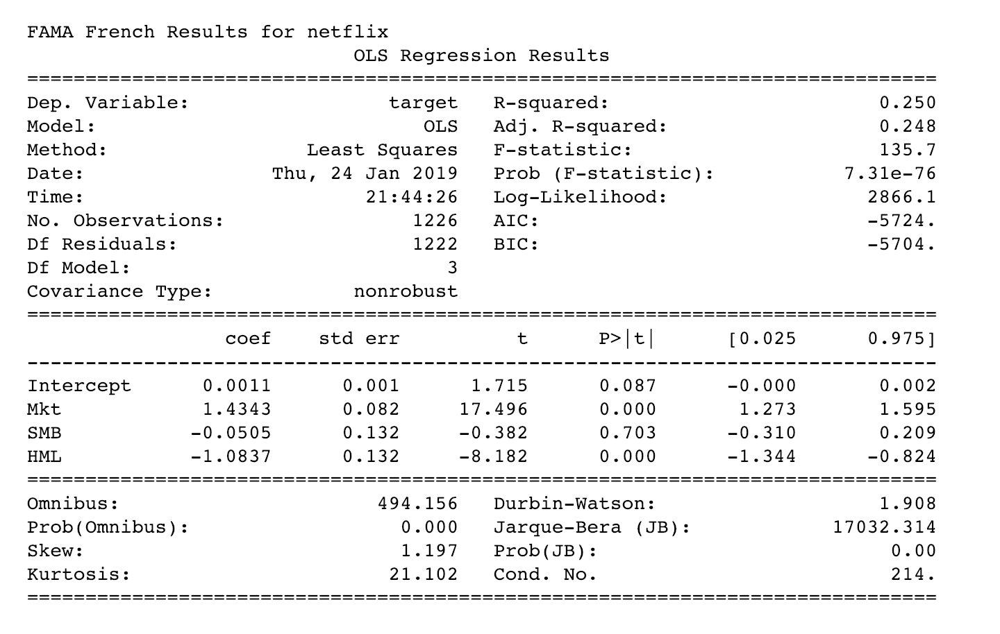 FAMA French Results for netflix
                            OLS Regression Results
==============================================================================
Dep. Variable:                 target   R-squared:                       0.250
Model:                            OLS   Adj. R-squared:                  0.248
Method:                 Least Squares   F-statistic:                     135.7
Date:                Thu, 24 Jan 2019   Prob (F-statistic):           7.31e-76
Time:                        21:44:26   Log-Likelihood:                 2866.1
No. Observations:                1226   AIC:                            -5724.
Df Residuals:                    1222   BIC:                            -5704.
Df Model:                           3
Covariance Type:            nonrobust
==============================================================================
                 coef    std err          t      P>|t|      [0.025      0.975]
------------------------------------------------------------------------------
Intercept      0.0011      0.001      1.715      0.087      -0.000       0.002
Mkt            1.4343      0.082     17.496      0.000       1.273       1.595
SMB           -0.0505      0.132     -0.382      0.703      -0.310       0.209
HML           -1.0837      0.132     -8.182      0.000      -1.344      -0.824
==============================================================================
Omnibus:                      494.156   Durbin-Watson:                   1.908
Prob(Omnibus):                  0.000   Jarque-Bera (JB):            17032.314
Skew:                           1.197   Prob(JB):                         0.00
Kurtosis:                      21.102   Cond. No.                         214.
==============================================================================